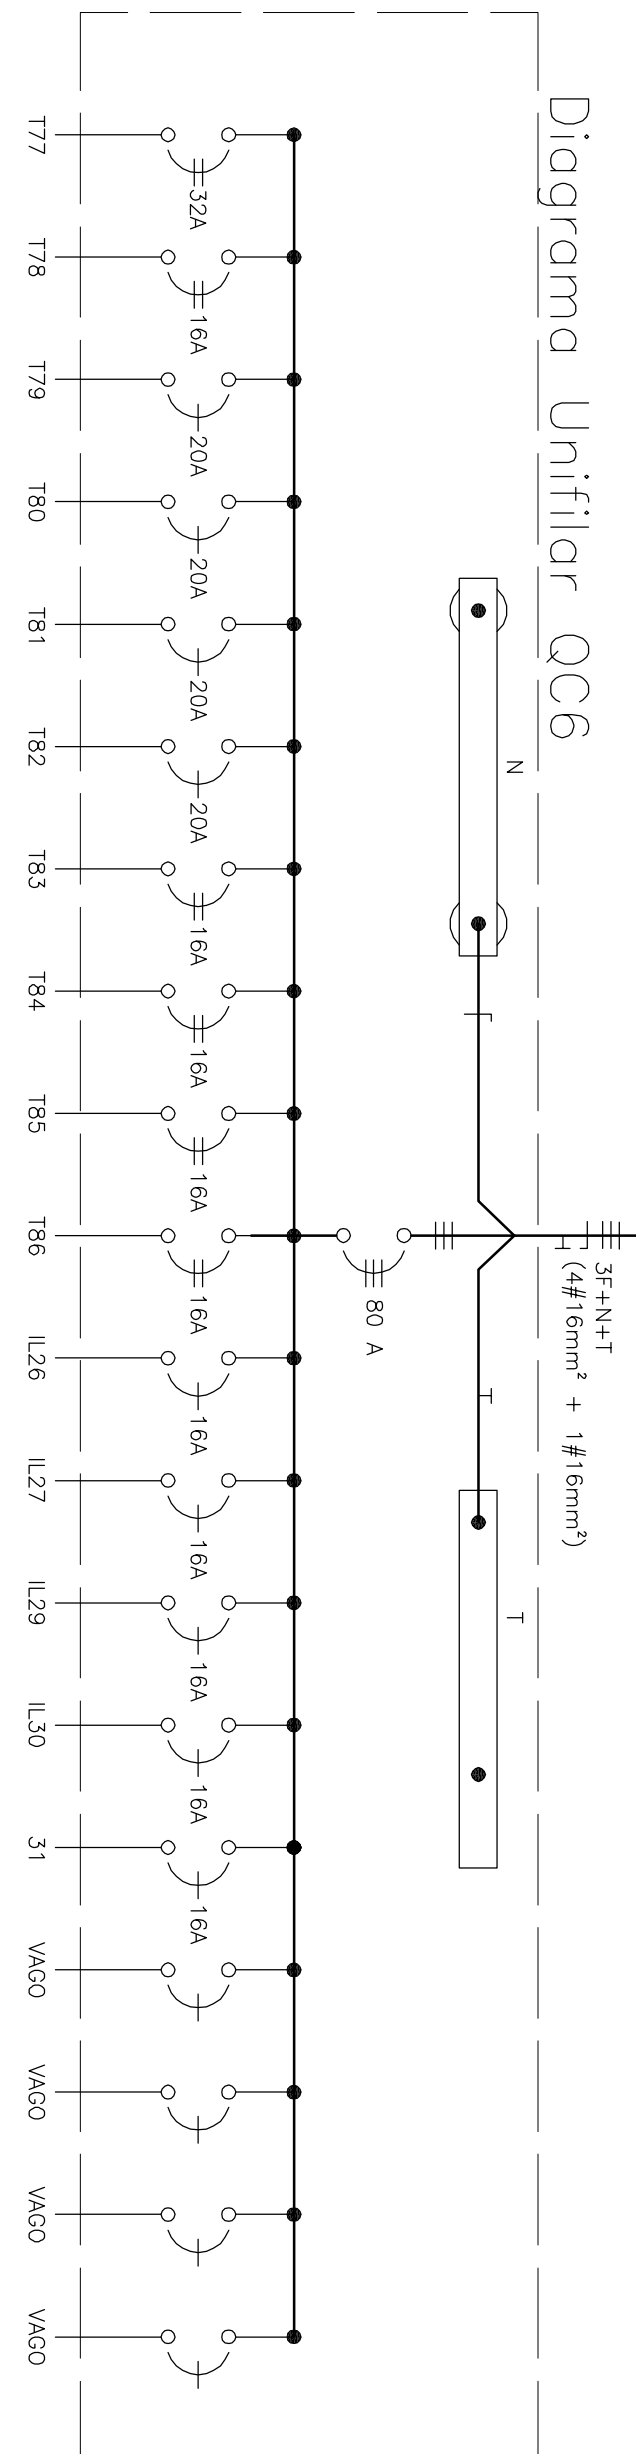 Diagrama Unifilar QC6
3F+N+T
(4#16mm² + 1#16mm²)
N
T
80 A
32A
16A
20A
20A
20A
20A
16A
16A
16A
16A
16A
16A
16A
16A
16A
T77
T78
T79
T80
T81
T82
T83
T84
T85
T86
IL26
IL27
IL29
IL30
31
VAGO
VAGO
VAGO
VAGO